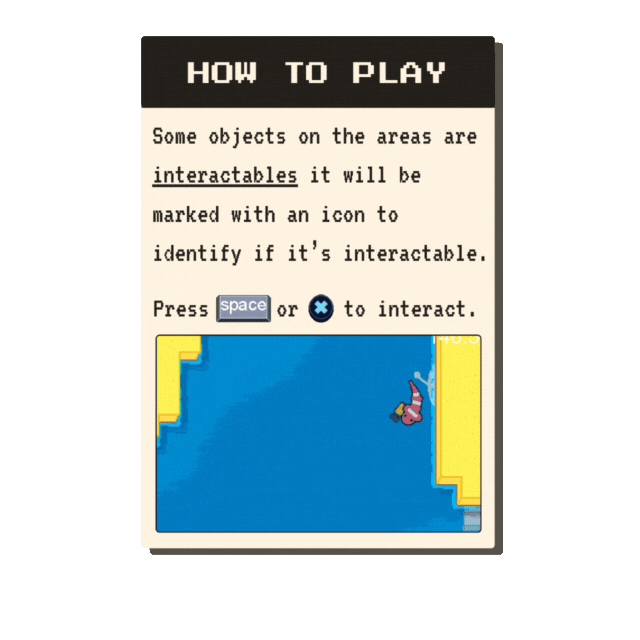 HOW TO PLAY
Some objects on the areas are
interactables it will be
marked with an icon to
identify if it's interactable.
Press space or to interact.